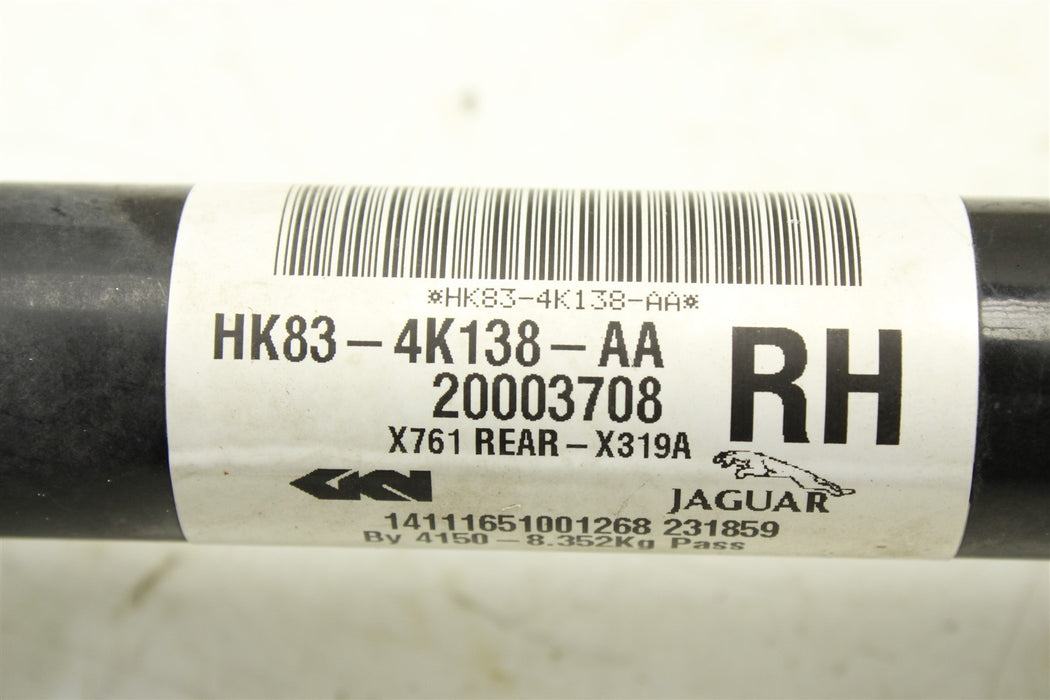 *HK83-4K138-AA*
HK83-4K138-AA
RH
20003708
X761 REAR-X319A
GKN
JAGUAR
14111651001268 231859
By 4150-8.352Kg Pass